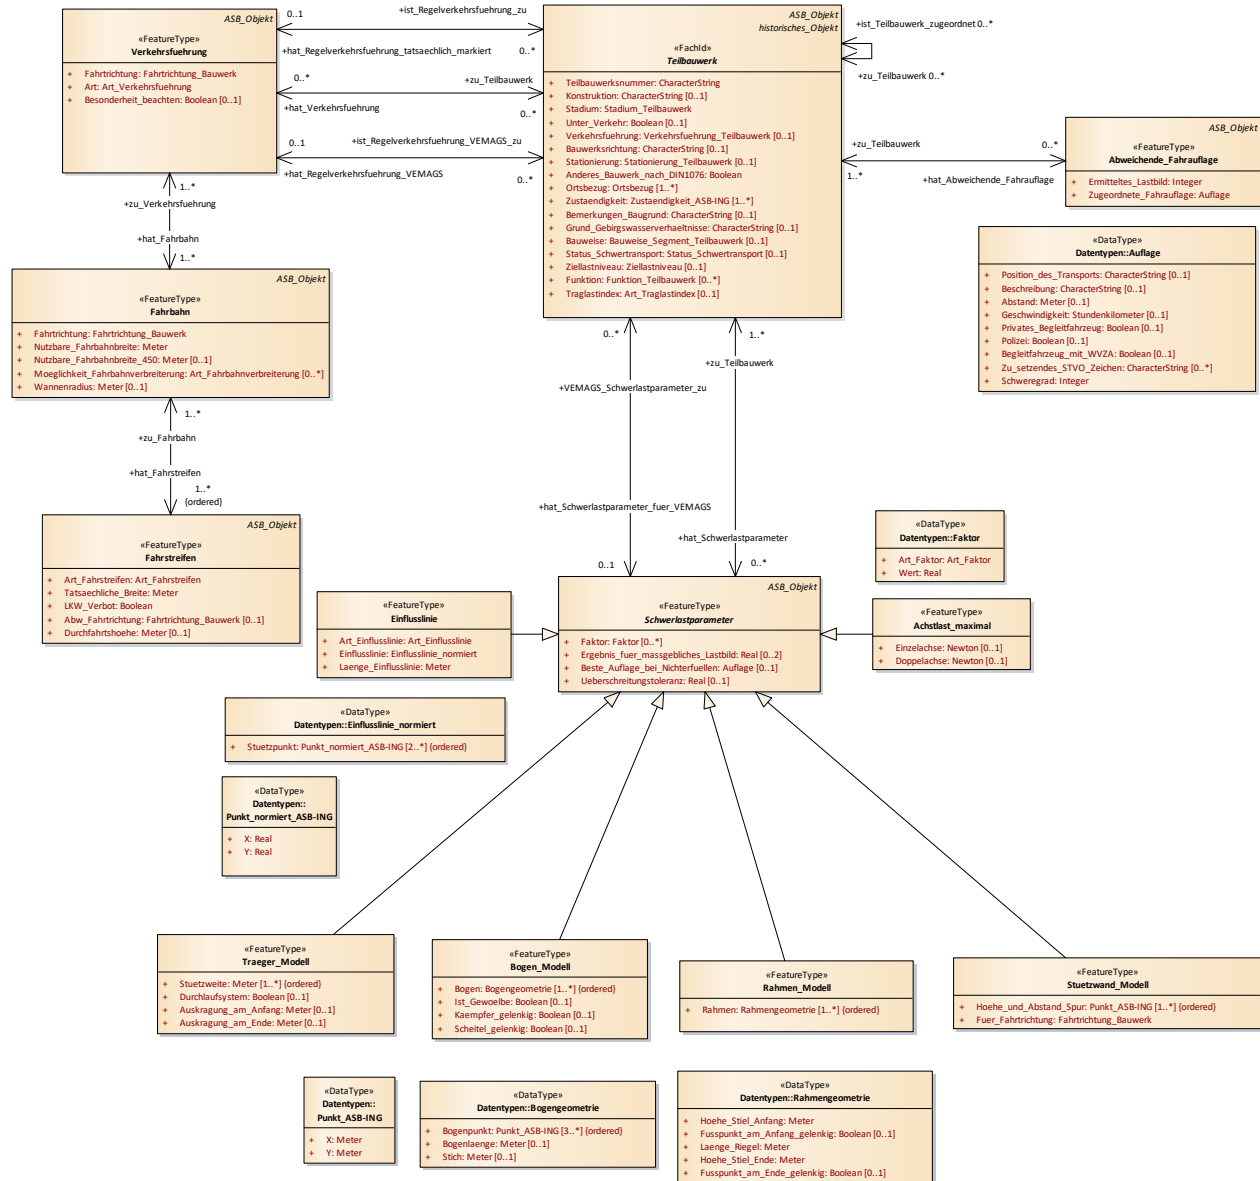 ASB_Objekt
«FeatureType»
Verkehrsfuehrung
+ Fahrtrichtung: Fahrtrichtung_Bauwerk
+ Art: Art_Verkehrsfuehrung
+ Besonderheit_beachten: Boolean [0..1]
0..1
+ist_Regelverkehrsfuehrung_zu
+hat_Regelverkehrsfuehrung_tatsaechlich_markiert
0..*
0..*
+zu_Teilbauwerk
+hat_Verkehrsfuehrung
0..*
0..1
+ist_Regelverkehrsfuehrung_VEMAGS_zu
+hat_Regelverkehrsfuehrung_VEMAGS
0..*
ASB_Objekt
historisches_Objekt
«FachId»
Teilbauwerk
+ Teilbauwerksnummer: CharacterString
+ Konstruktion: CharacterString [0..1]
+ Stadium: Stadium_Teilbauwerk
+ Unter_Verkehr: Boolean [0..1]
+ Verkehrsfuehrung: Verkehrsfuehrung_Teilbauwerk [0..1]
+ Bauwerksrichtung: CharacterString [0..1]
+ Stationierung: Stationierung_Teilbauwerk [0..1]
+ Anderes_Bauwerk_nach_DIN1076: Boolean
+ Ortsbezug: Ortsbezug [1..*]
+ Zustaendigkeit: Zustaendigkeit_ASB-ING [1..*]
+ Bemerkungen_Baugrund: CharacterString [0..1]
+ Grund_Gebirgswasserverhaeltnisse: CharacterString [0..1]
+ Bauweise: Bauweise_Segment_Teilbauwerk [0..1]
+ Status_Schwertransport: Status_Schwertransport [0..1]
+ Ziellastniveau: Ziellastniveau [0..1]
+ Funktion: Funktion_Teilbauwerk [0..*]
+ Traglastindex: Art_Traglastindex [0..1]
+ist_Teilbauwerk_zugeordnet 0..*
+zu_Teilbauwerk 0..*
+zu_Teilbauwerk
0..*
1..*
+hat_Abweichende_Fahrauflage
ASB_Objekt
«FeatureType»
Abweichende_Fahrauflage
+ Ermitteltes_Lastbild: Integer
+ Zugeordnete_Fahrauflage: Auflage
«DataType»
Datentypen::Auflage
+ Position_des_Transports: CharacterString [0..1]
+ Beschreibung: CharacterString [0..1]
+ Abstand: Meter [0..1]
+ Geschwindigkeit: Stundenkilometer [0..1]
+ Privates_Begleitfahrzeug: Boolean [0..1]
+ Polizei: Boolean [0..1]
+ Begleitfahrzeug_mit_WVZA: Boolean [0..1]
+ Zu_setzendes_STVO_Zeichen: CharacterString [0..*]
+ Schweregrad: Integer
1..*
+zu_Verkehrsfuehrung
+hat_Fahrbahn
1..*
ASB_Objekt
«FeatureType»
Fahrbahn
+ Fahrtrichtung: Fahrtrichtung_Bauwerk
+ Nutzbare_Fahrbahnbreite: Meter
+ Nutzbare_Fahrbahnbreite_450: Meter [0..1]
+ Moeglichkeit_Fahrbahnverbreiterung: Art_Fahrbahnverbreiterung [0..*]
+ Wannenradius: Meter [0..1]
1..*
+zu_Fahrbahn
+hat_Fahrstreifen
1..*
{ordered}
ASB_Objekt
«FeatureType»
Fahrstreifen
+ Art_Fahrstreifen: Art_Fahrstreifen
+ Tatsaechliche_Breite: Meter
+ LKW_Verbot: Boolean
+ Abw_Fahrtrichtung: Fahrtrichtung_Bauwerk [0..1]
+ Durchfahrtshoehe: Meter [0..1]
0..*
+VEMAGS_Schwerlastparameter_zu
+hat_Schwerlastparameter_fuer_VEMAGS
0..1
1..*
+zu_Teilbauwerk
+hat_Schwerlastparameter
0..*
«DataType»
Datentypen::Faktor
+ Art_Faktor: Art_Faktor
+ Wert: Real
«FeatureType»
Einflusslinie
+ Art_Einflusslinie: Art_Einflusslinie
+ Einflusslinie: Einflusslinie_normiert
+ Laenge_Einflusslinie: Meter
ASB_Objekt
«FeatureType»
Schwerlastparameter
+ Faktor: Faktor [0..*]
+ Ergebnis_fuer_massgebliches_Lastbild: Real [0..2]
+ Beste_Auflage_bei_Nichterfuellen: Auflage [0..1]
+ Ueberschreitungstoleranz: Real [0..1]
«FeatureType»
Achstlast_maximal
+ Einzelachse: Newton [0..1]
+ Doppelachse: Newton [0..1]
«DataType»
Datentypen::Einflusslinie_normiert
+ Stuetzpunkt: Punkt_normiert_ASB-ING [2..*] {ordered}
«DataType»
Datentypen::
Punkt_normiert_ASB-ING
+ X: Real
+ Y: Real
«FeatureType»
Traeger_Modell
+ Stuetzweite: Meter [1..*] {ordered}
+ Durchlaufsystem: Boolean [0..1]
+ Auskragung_am_Anfang: Meter [0..1]
+ Auskragung_am_Ende: Meter [0..1]
«FeatureType»
Bogen_Modell
+ Bogen: Bogengeometrie [1..*] {ordered}
+ Ist_Gewoelbe: Boolean [0..1]
+ Kaempfer_gelenkig: Boolean [0..1]
+ Scheitel_gelenkig: Boolean [0..1]
«FeatureType»
Rahmen_Modell
+ Rahmen: Rahmengeometrie [1..*] {ordered}
«FeatureType»
Stuetzwand_Modell
+ Hoehe_und_Abstand_Spur: Punkt_ASB-ING [1..*] {ordered}
+ Fuer_Fahrtrichtung: Fahrtrichtung_Bauwerk
«DataType»
Datentypen::
Punkt_ASB-ING
+ X: Meter
+ Y: Meter
«DataType»
Datentypen::Bogengeometrie
+ Bogenpunkt: Punkt_ASB-ING [3..*] {ordered}
+ Bogenlaenge: Meter [0..1]
+ Stich: Meter [0..1]
«DataType»
Datentypen::Rahmengeometrie
+ Hoehe_Stiel_Anfang: Meter
+ Fusspunkt_am_Anfang_gelenkig: Boolean [0..1]
+ Laenge_Riegel: Meter
+ Hoehe_Stiel_Ende: Meter
+ Fusspunkt_am_Ende_gelenkig: Boolean [0..1]